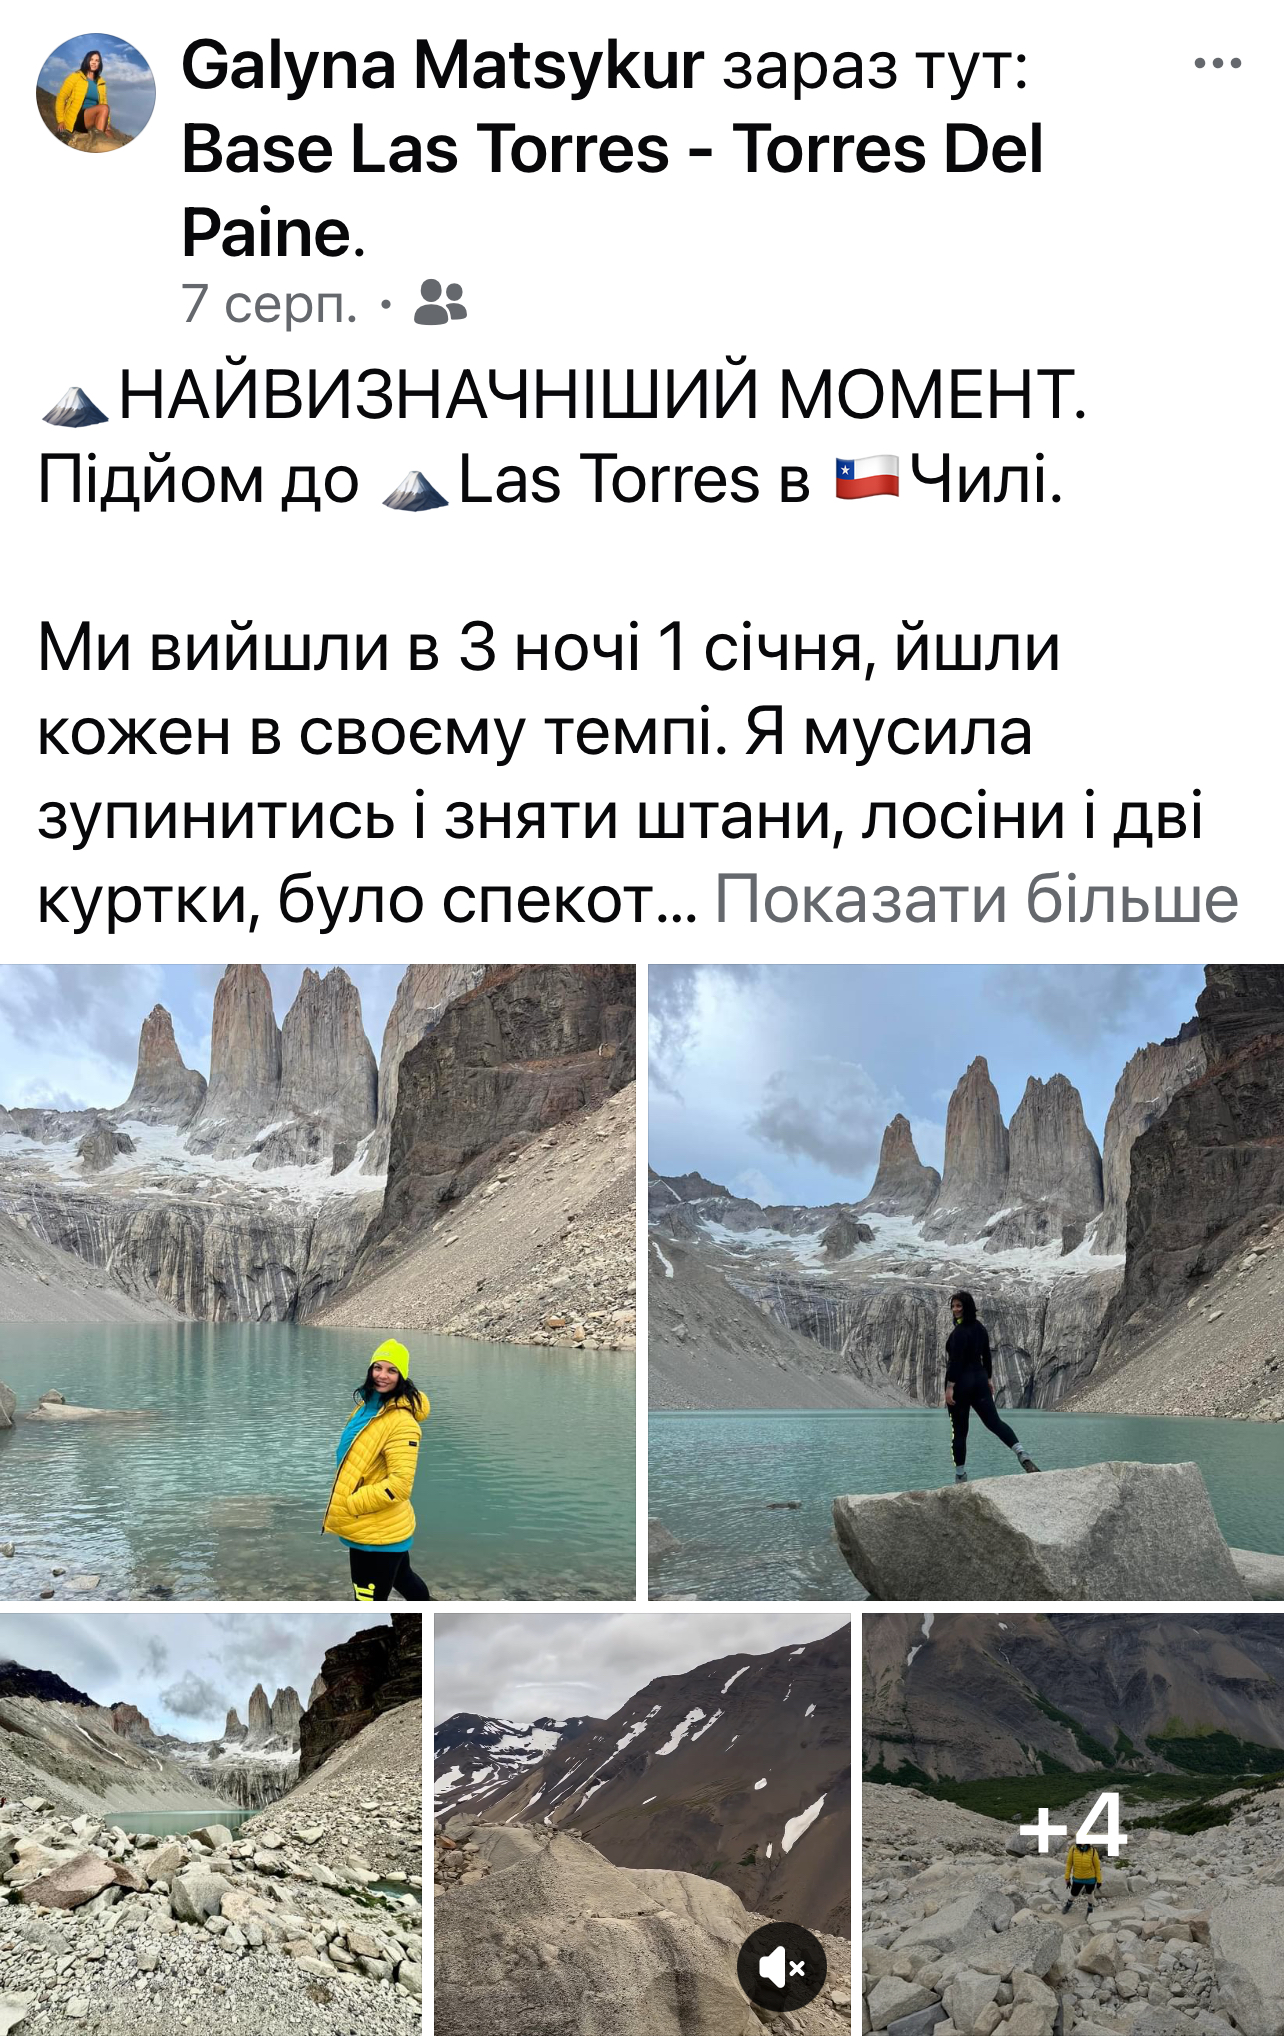 Galyna Matsykur зараз тут:
Base Las Torres - Torres Del
Paine.
7 серп. ·
🗻НАЙВИЗНАЧНІШИЙ МОМЕНТ.
Підйом до 🗻Las Torres в 🇨🇱Чилі.
Ми вийшли в 3 ночі 1 січня, йшли
кожен в своєму темпі. Я мусила
зупинитись і зняти штани, лосіни і дві
куртки, було спекот... Показати більше
+4